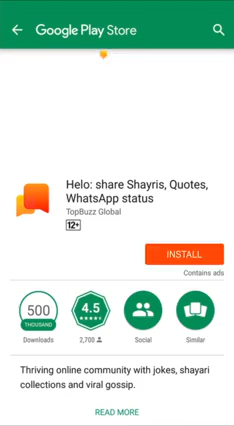 Google Play Store
Helo: share Shayris, Quotes,
WhatsApp status
TopBuzz Global
12+
INSTALL
Contains ads
500
THOUSAND
4.5
Downloads
2,700
Social
Similar
Thriving online community with jokes, shayari
collections and viral gossip.
READ MORE